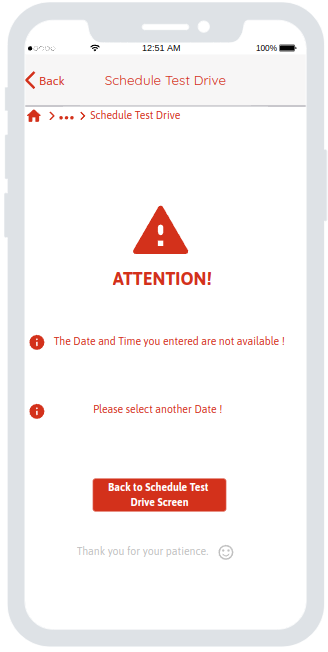 12:51 AM
100%
Back
Schedule Test Drive
Schedule Test Drive
ATTENTION!
The Date and Time you entered are not available !
Please select another Date !
Back to Schedule Test
Drive Screen
Thank you for your patience.